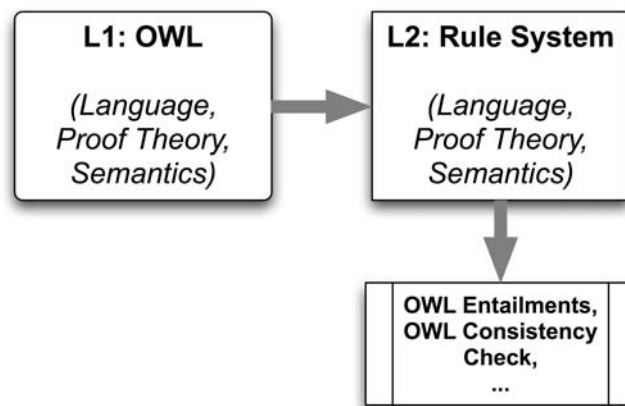 L1: OWL
(Language,
Proof Theory,
Semantics)
L2: Rule System
(Language,
Proof Theory,
Semantics)
OWL Entailments,
OWL Consistency
Check,
...